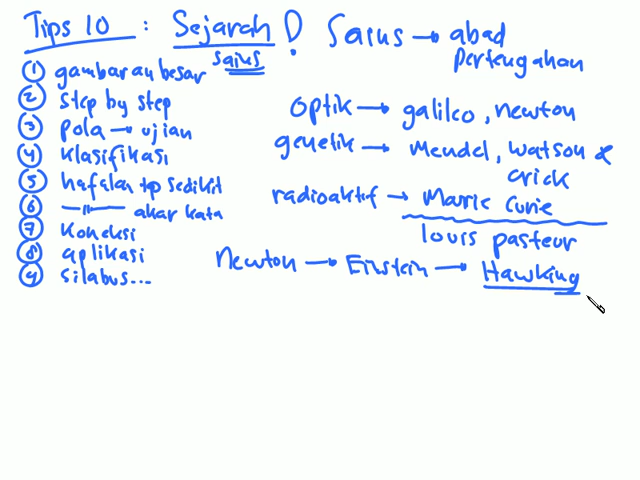 Tips 10 : Sejarah !
sains
① gambaran besar
② step by step
③ pola → ujian
④ klasifikasi
⑤ hafalan tp sedikit
⑥ —〃— akar kata
⑦ koneksi
⑧ aplikasi
⑨ silabus...
Sains → abad
pertengahan
optik → galileo, newton
genetik → Mendel, watson &
crick
radioaktif → Marie Curie
louis pasteur
Newton → Einstein → Hawking